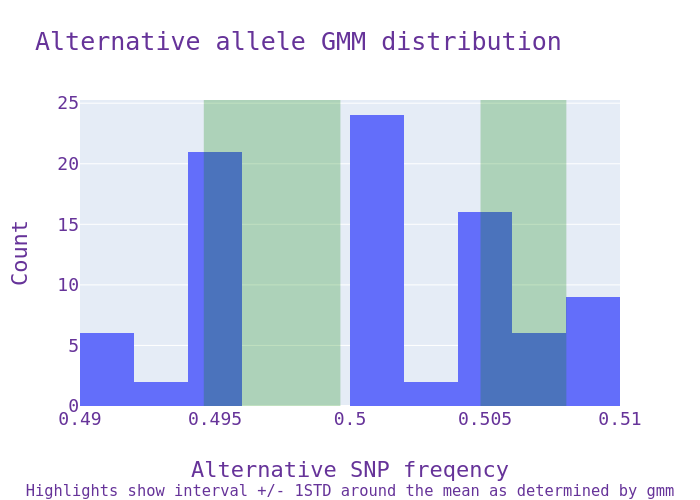 Alternative allele GMM distribution
25
20
15
10
5
0
Count
0.49 0.495 0.5 0.505 0.51
Alternative SNP freqency
Highlights show interval +/- 1STD around the mean as determined by gmm